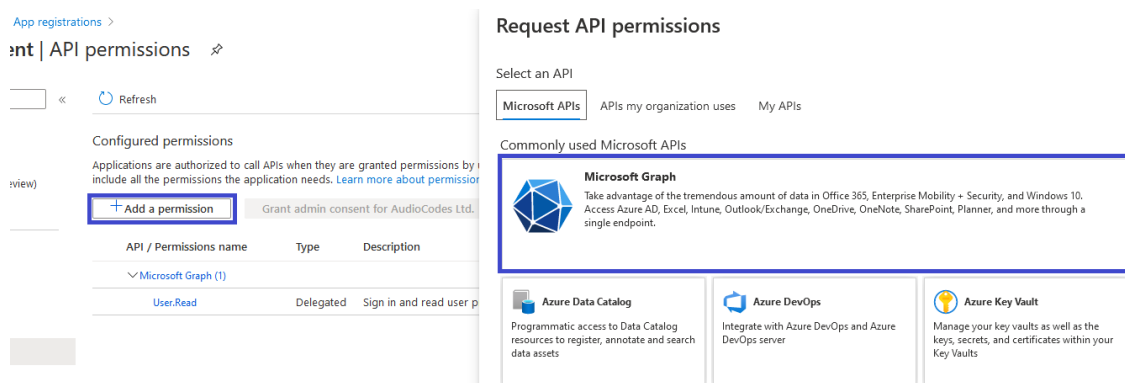 App registrations >
ent | API permissions
Refresh
Configured permissions
Applications are authorized to call APIs when they are granted permissions by
include all the permissions the application needs. Learn more about permission
eview)
Add a permission
Grant admin consent for AudioCodes Ltd.
API / Permissions name Type Description
Microsoft Graph (1)
User.Read Delegated Sign in and read user p
Request API permissions
Select an API
Microsoft APIs APIs my organization uses My APIs
Commonly used Microsoft APIs
Microsoft Graph
Take advantage of the tremendous amount of data in Office 365, Enterprise Mobility + Security, and Windows 10.
Access Azure AD, Excel, Intune, Outlook/Exchange, OneDrive, OneNote, SharePoint, Planner, and more through a
single endpoint.
Azure Data Catalog
Programmatic access to Data Catalog
resources to register, annotate and search
data assets
Azure DevOps
Integrate with Azure DevOps and Azure
DevOps server
Azure Key Vault
Manage your key vaults as well as the
keys, secrets, and certificates within your
Key Vaults